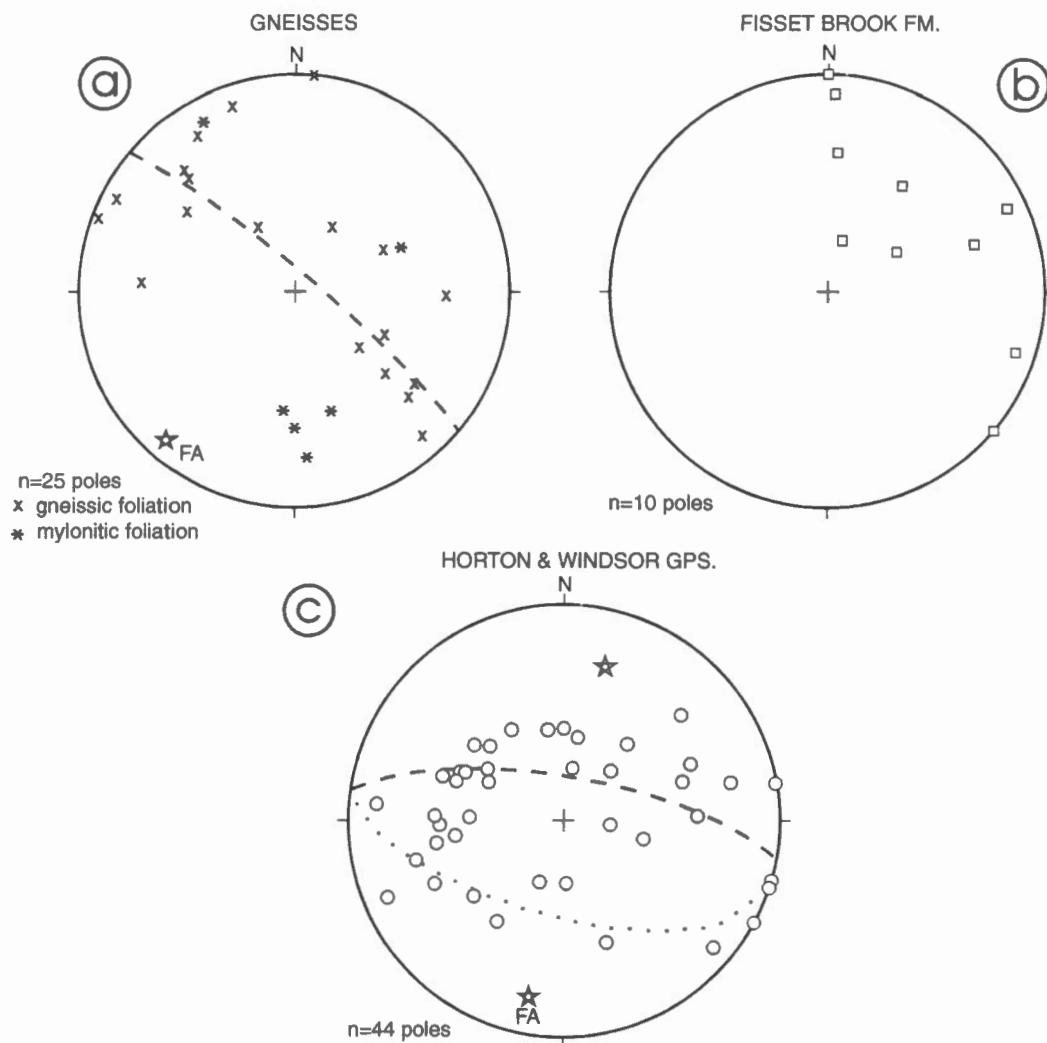 GNEISSES
N
a
FA
n=25 poles
x gneissic foliation
* mylonitic foliation
FISSET BROOK FM.
N
b
n=10 poles
HORTON & WINDSOR GPS.
N
c
FA
n=44 poles